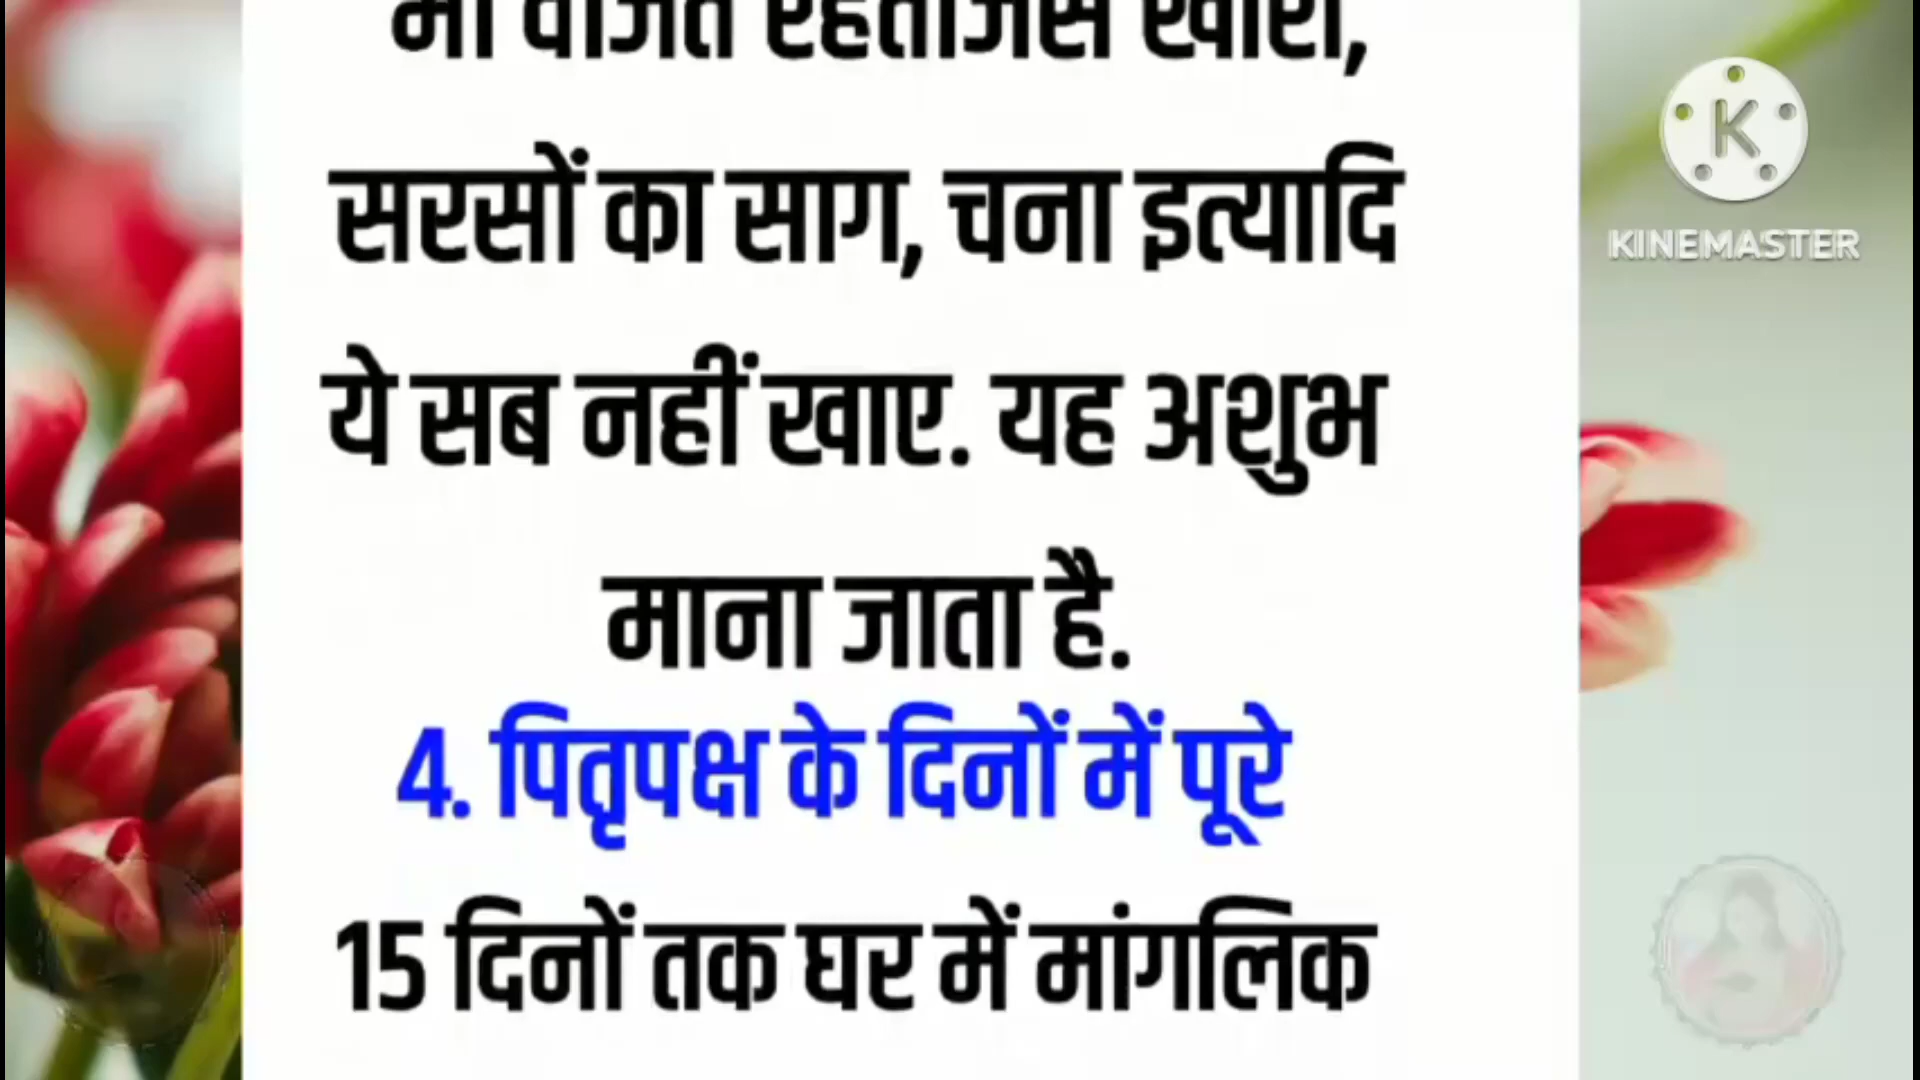 सरसों का साग, चना इत्यादि
ये सब नहीं खाए. यह अशुभ
माना जाता है.
4. पितृपक्ष के दिनों में पूरे
15 दिनों तक घर में मांगलिक
K
KINEMASTER